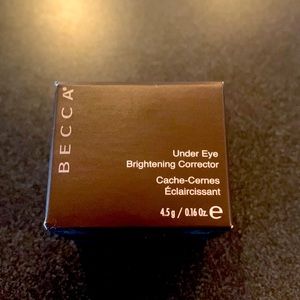 BECCA®
Under Eye
Brightening Corrector
Cache-Cernes
Éclaircissant
4.5 g / 0.16 Oz. ℮